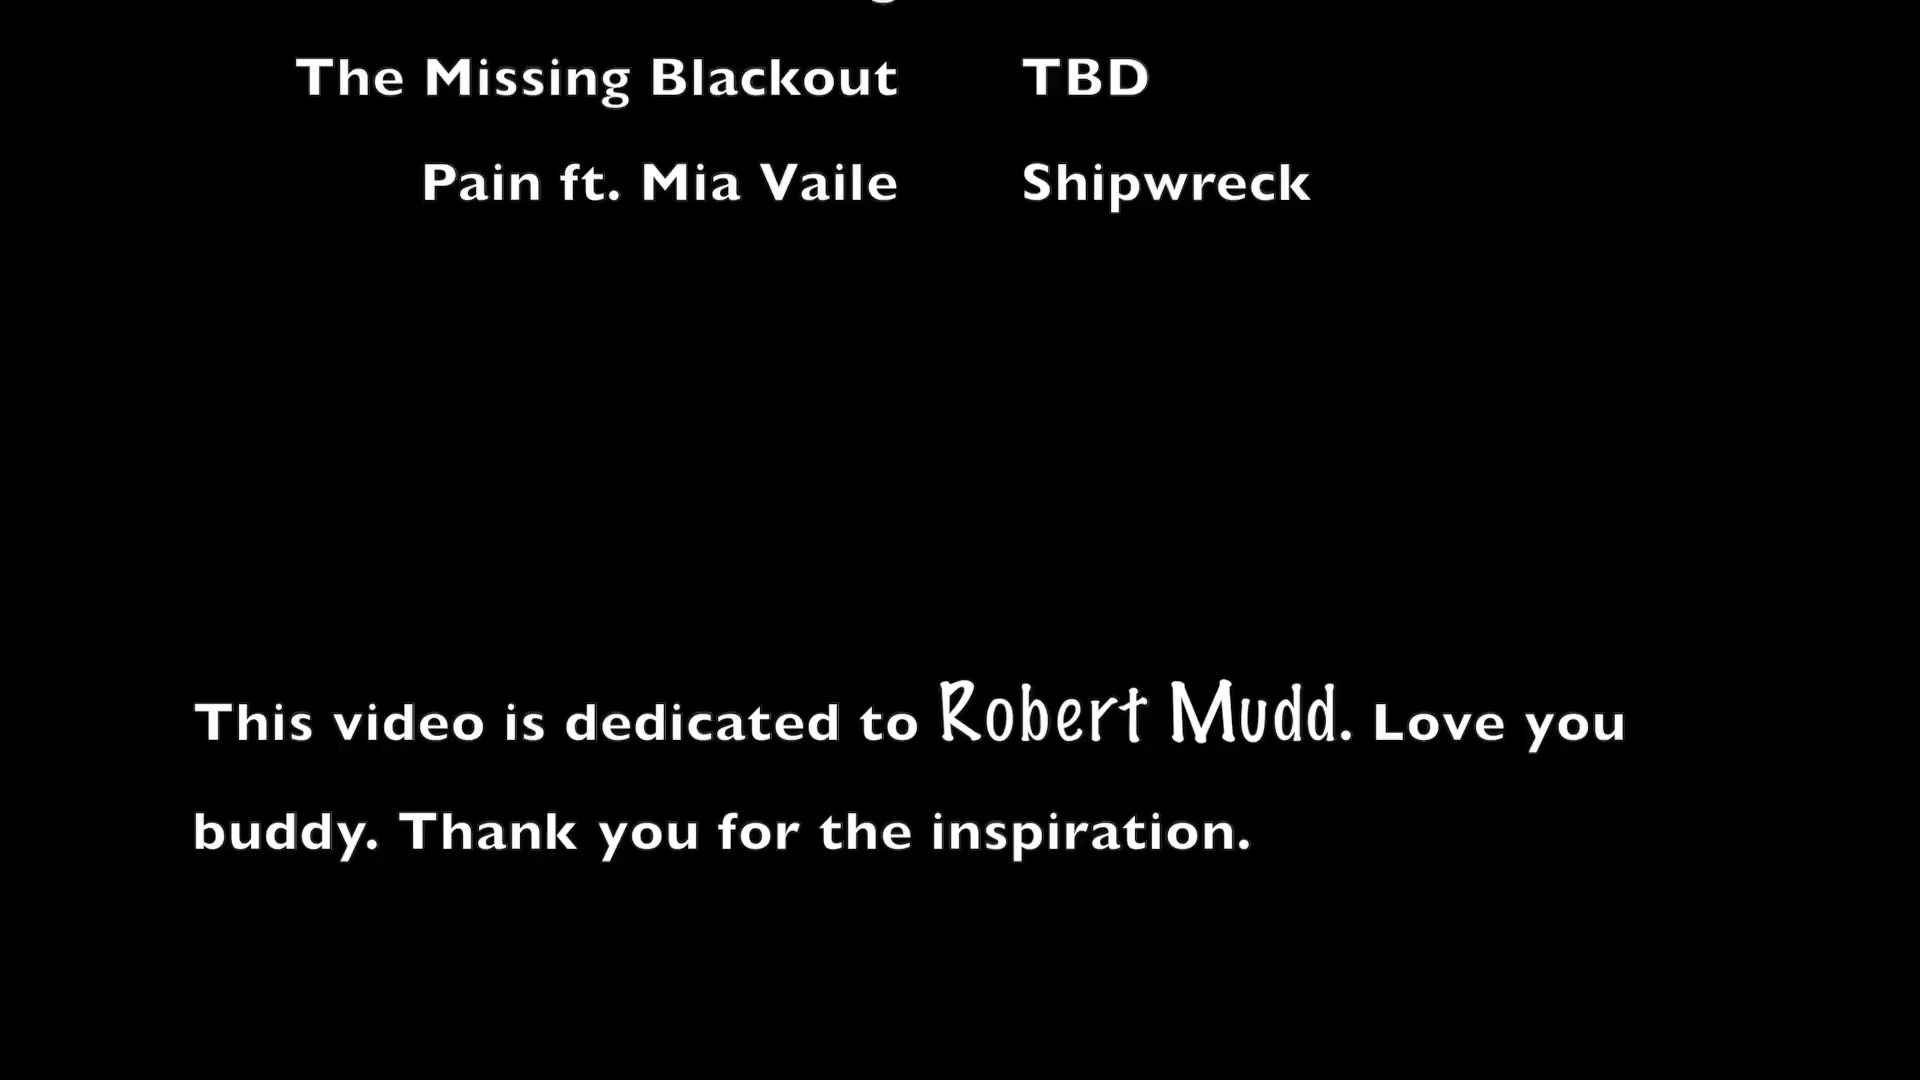 The Missing Blackout TBD
Pain ft. Mia Vaile Shipwreck
This video is dedicated to Robert Mudd. Love you
buddy. Thank you for the inspiration.